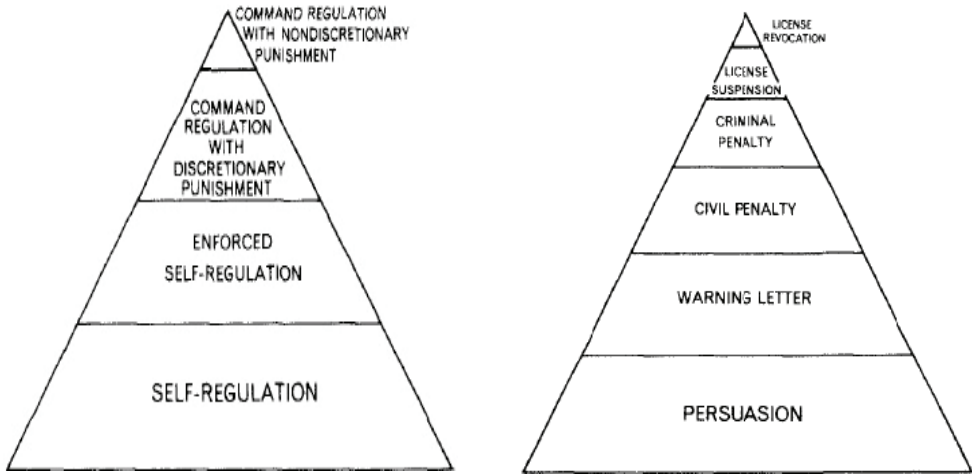 COMMAND REGULATION
WITH NONDISCRETIONARY
PUNISHMENT
COMMAND
REGULATION
WITH
DISCRETIONARY
PUNISHMENT
ENFORCED
SELF-REGULATION
SELF-REGULATION
LICENSE
REVOCATION
LICENSE
SUSPENSION
CRIMINAL
PENALTY
CIVIL PENALTY
WARNING LETTER
PERSUASION